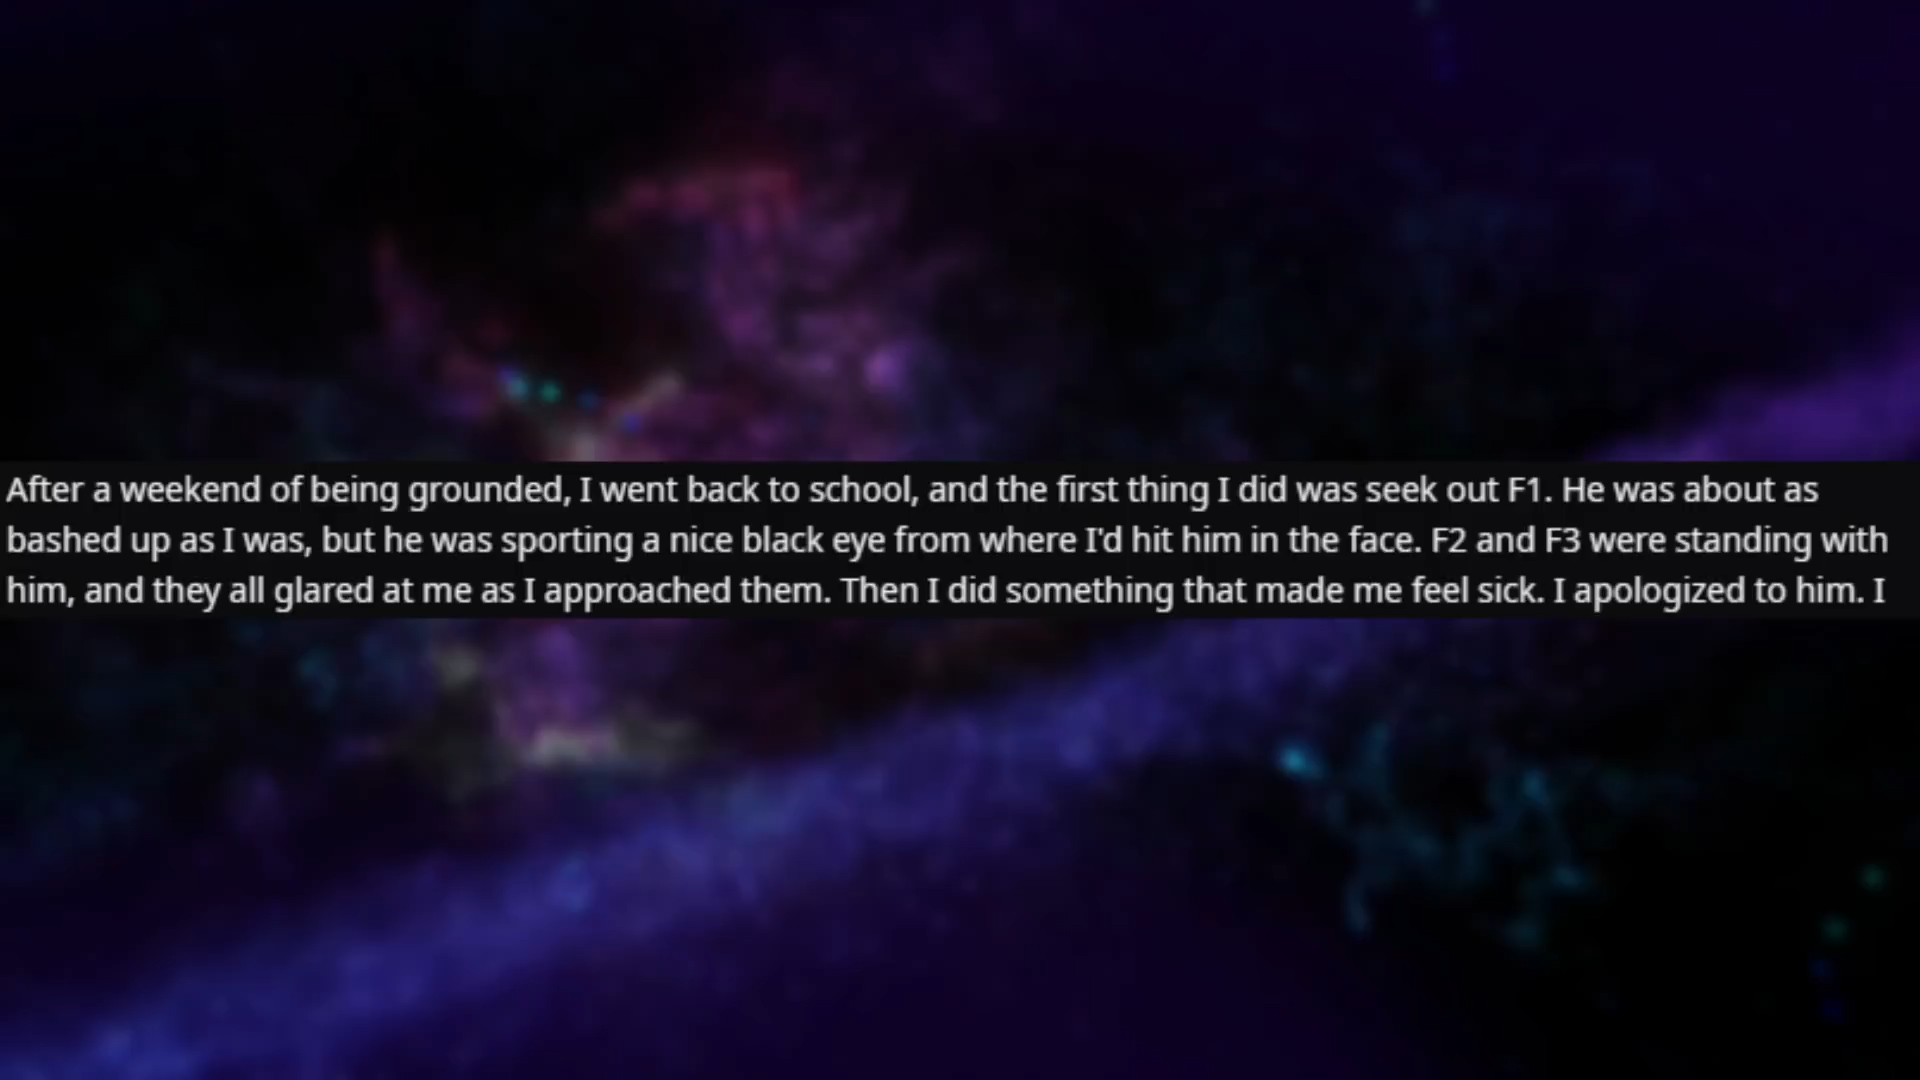 After a weekend of being grounded, I went back to school, and the first thing I did was seek out F1. He was about as
bashed up as I was, but he was sporting a nice black eye from where I'd hit him in the face. F2 and F3 were standing with
him, and they all glared at me as I approached them. Then I did something that made me feel sick. I apologized to him. I